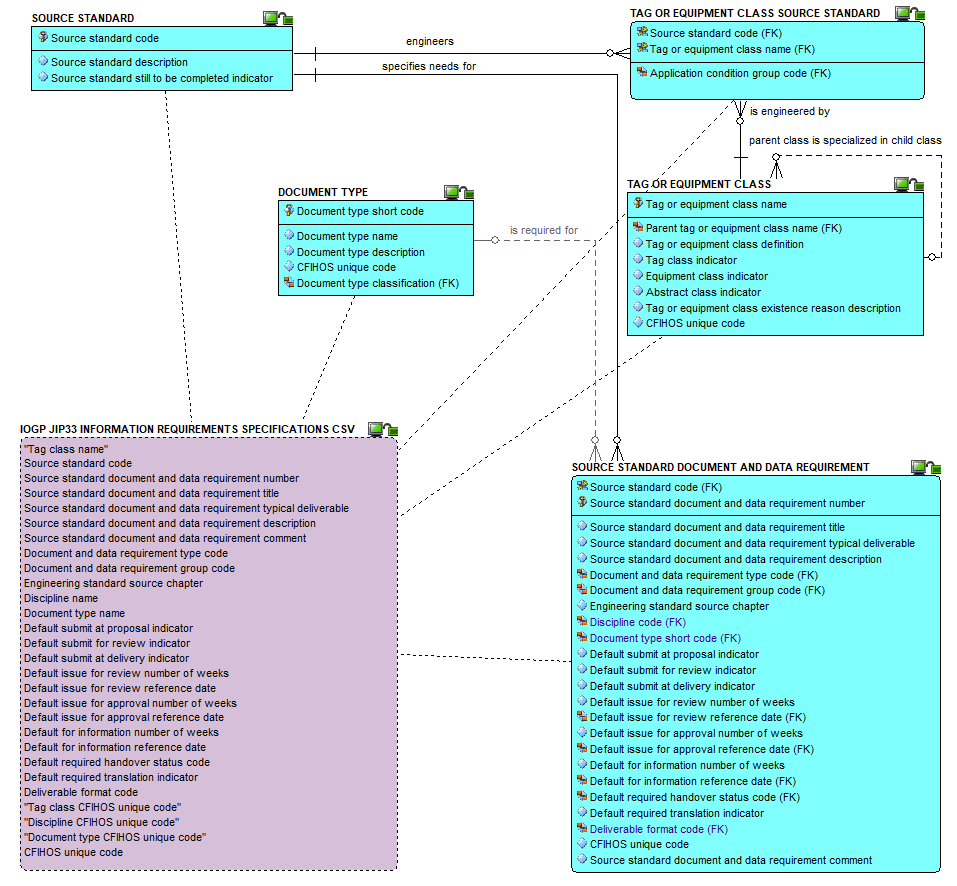 SOURCE STANDARD
Source standard code
Source standard description
Source standard still to be completed indicator
engineers
specifies needs for
TAG OR EQUIPMENT CLASS SOURCE STANDARD
Source standard code (FK)
Tag or equipment class name (FK)
Application condition group code (FK)
is engineered by
parent class is specialized in child class
DOCUMENT TYPE
Document type short code
Document type name
Document type description
CFIHOS unique code
Document type classification (FK)
is required for
TAG OR EQUIPMENT CLASS
Tag or equipment class name
Parent tag or equipment class name (FK)
Tag or equipment class definition
Tag class indicator
Equipment class indicator
Abstract class indicator
Tag or equipment class existence reason description
CFIHOS unique code
IOGP JIP33 INFORMATION REQUIREMENTS SPECIFICATIONS CSV
"Tag class name"
Source standard code
Source standard document and data requirement number
Source standard document and data requirement title
Source standard document and data requirement typical deliverable
Source standard document and data requirement description
Source standard document and data requirement comment
Document and data requirement type code
Document and data requirement group code
Engineering standard source chapter
Discipline name
Document type name
Default submit at proposal indicator
Default submit for review indicator
Default submit at delivery indicator
Default issue for review number of weeks
Default issue for review reference date
Default issue for approval number of weeks
Default issue for approval reference date
Default for information number of weeks
Default for information reference date
Default required handover status code
Default required translation indicator
Deliverable format code
"Tag class CFIHOS unique code"
"Discipline CFIHOS unique code"
"Document type CFIHOS unique code"
CFIHOS unique code
SOURCE STANDARD DOCUMENT AND DATA REQUIREMENT
Source standard code (FK)
Source standard document and data requirement number
Source standard document and data requirement title
Source standard document and data requirement typical deliverable
Source standard document and data requirement description
Document and data requirement type code (FK)
Document and data requirement group code (FK)
Engineering standard source chapter
Discipline code (FK)
Document type short code (FK)
Default submit at proposal indicator
Default submit for review indicator
Default submit at delivery indicator
Default issue for review number of weeks
Default issue for review reference date (FK)
Default issue for approval number of weeks
Default issue for approval reference date (FK)
Default for information number of weeks
Default for information reference date (FK)
Default required handover status code (FK)
Default required translation indicator
Deliverable format code (FK)
CFIHOS unique code
Source standard document and data requirement comment